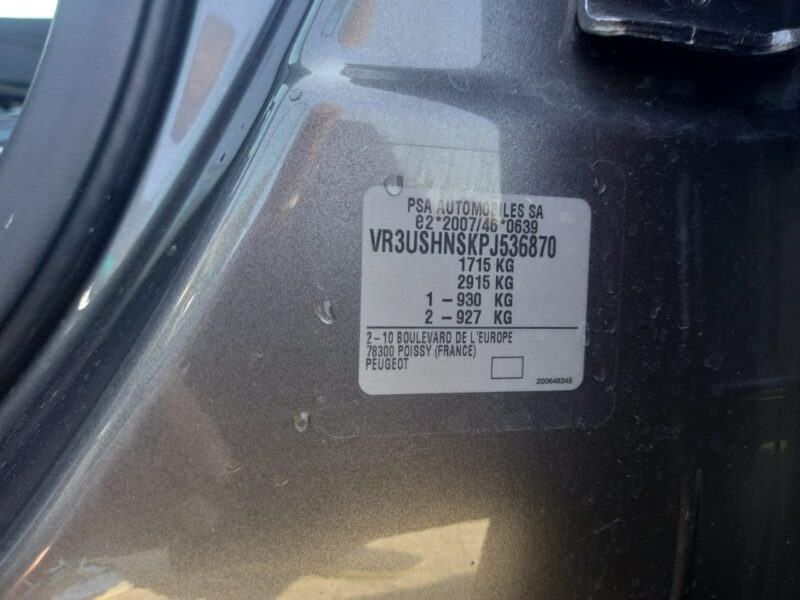 PSA AUTOMOBILES SA
e2*2007/46*0639
VR3USHNSKPJ536870
1715 KG
2915 KG
1 – 930 KG
2 – 927 KG
2–10 BOULEVARD DE L'EUROPE
78300 POISSY (FRANCE)
PEUGEOT
200648345